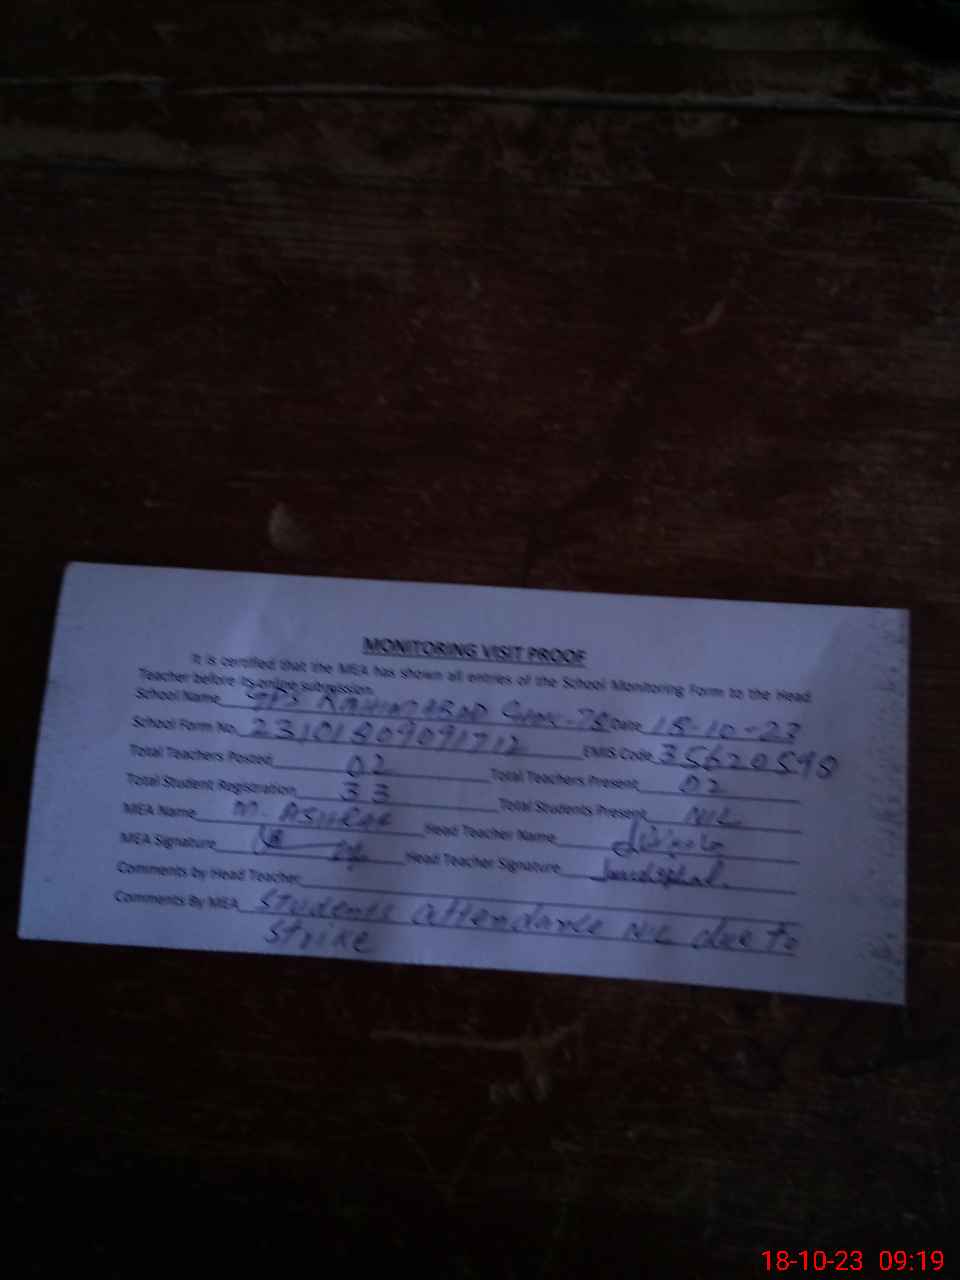 MONITORING VISIT PROOF
It is certified that the MEA has shown all entries of the School Monitoring Form to the Head
Teacher before its online submission.
School Name GPS Date 18-10-23
School Form No. 23101809091712 EMIS Code 35620598
Total Teachers Posted 02 Total Teachers Present 02
Total Student Registration 33 Total Students Present NIL
MEA Name M. ASHRAF Head Teacher Name
MEA Signature Head Teacher Signature
Comments by Head Teacher
Comments By MEA Students attendance NIL due to
strike
18-10-23 09:19